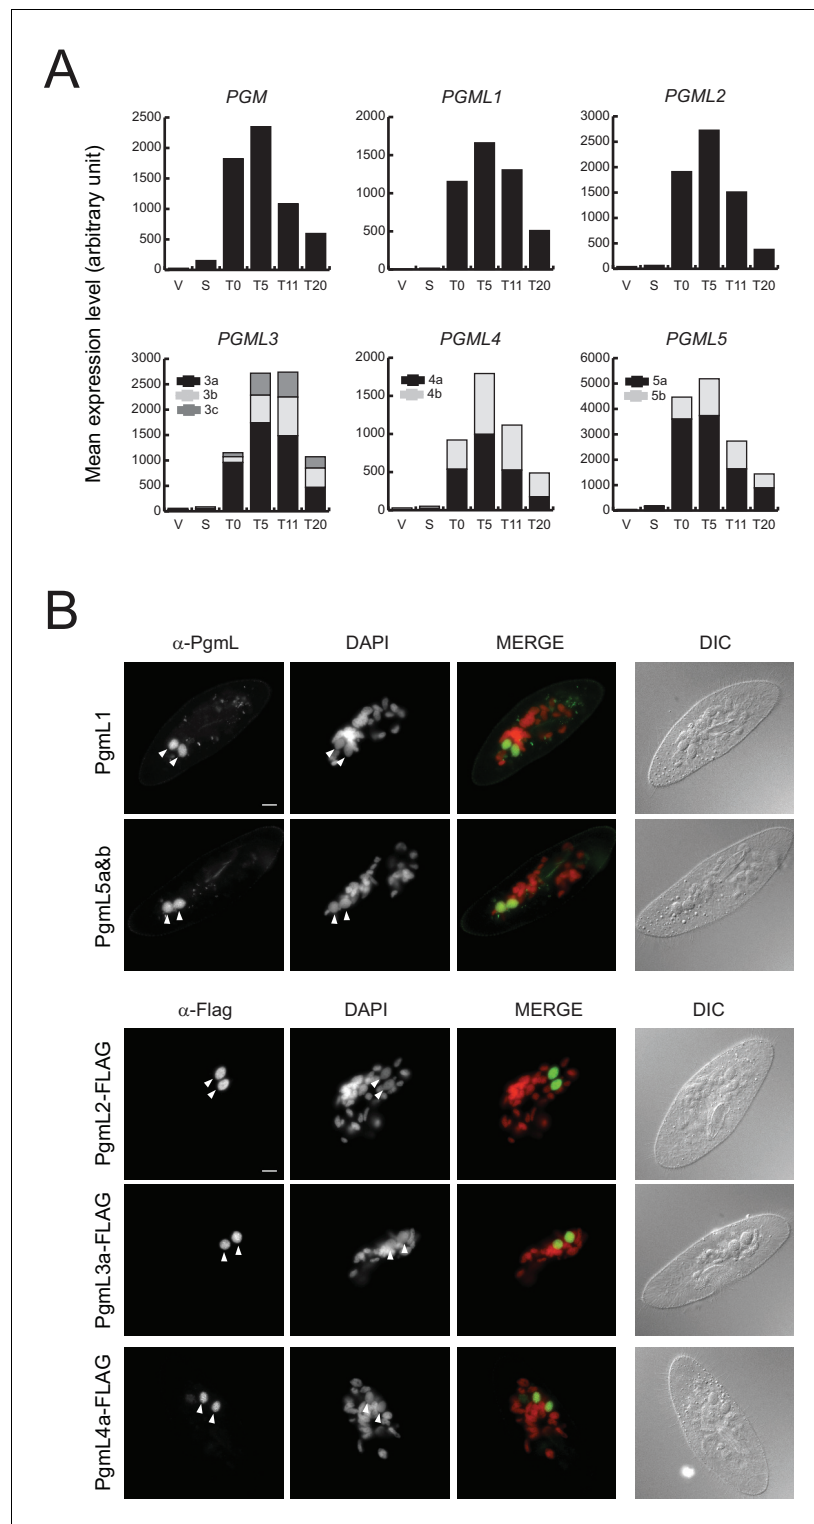 A
Mean expression level (arbitrary unit)
PGM
2500
2000
1500
1000
500
0
V S T0 T5 T11 T20
PGML1
2000
1500
1000
500
0
V S T0 T5 T11 T20
PGML2
3000
2500
2000
1500
1000
500
0
V S T0 T5 T11 T20
PGML3
3000
2500
2000
1500
1000
500
0
3a
3b
3c
V S T0 T5 T11 T20
PGML4
2000
1500
1000
500
0
4a
4b
V S T0 T5 T11 T20
PGML5
6000
5000
4000
3000
2000
1000
0
5a
5b
V S T0 T5 T11 T20
B
α-PgmL DAPI MERGE DIC
PgmL1
PgmL5a&b
α-Flag DAPI MERGE DIC
PgmL2-FLAG
PgmL3a-FLAG
PgmL4a-FLAG